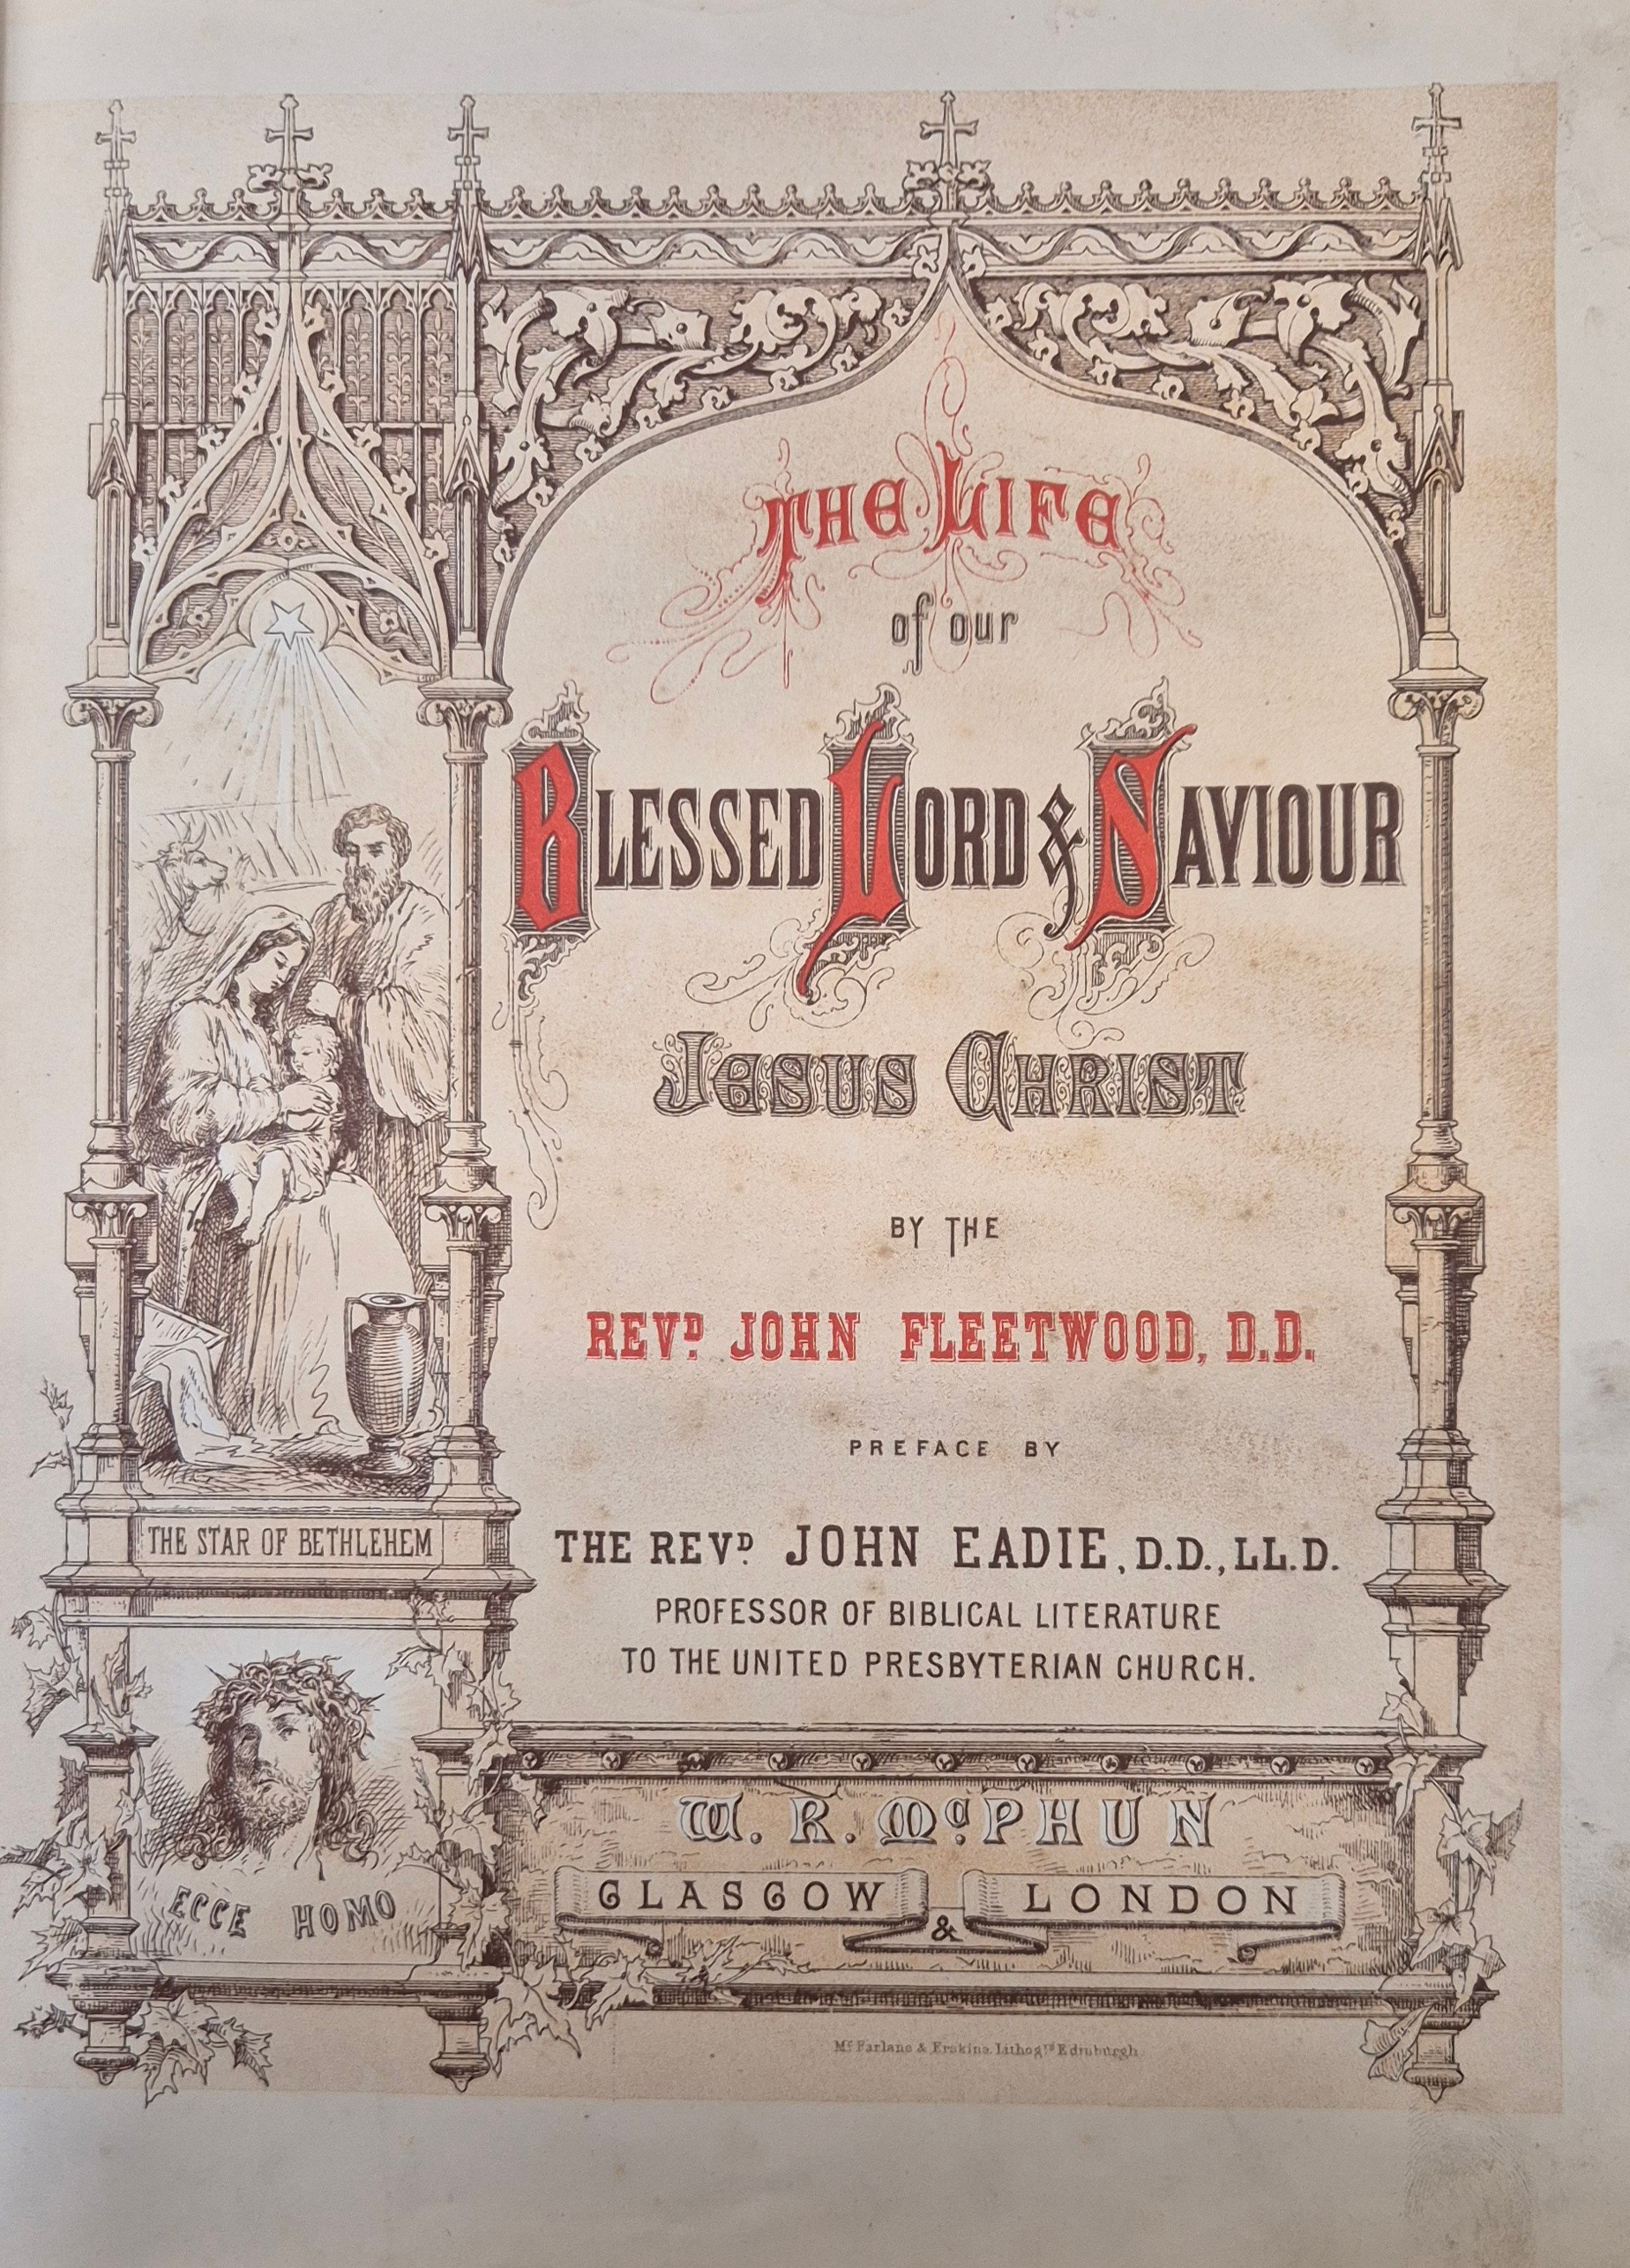 THE LIFE
of our
BLESSED LORD & SAVIOUR
JESUS CHRIST
BY THE
REVD. JOHN FLEETWOOD, D.D.
PREFACE BY
THE REVD. JOHN EADIE, D.D., LL.D.
PROFESSOR OF BIBLICAL LITERATURE
TO THE UNITED PRESBYTERIAN CHURCH.
THE STAR OF BETHLEHEM
ECCE HOMO
W. R. McPHUN
GLASGOW & LONDON
Mc Farlane & Erskine, Lithogrs Edinburgh